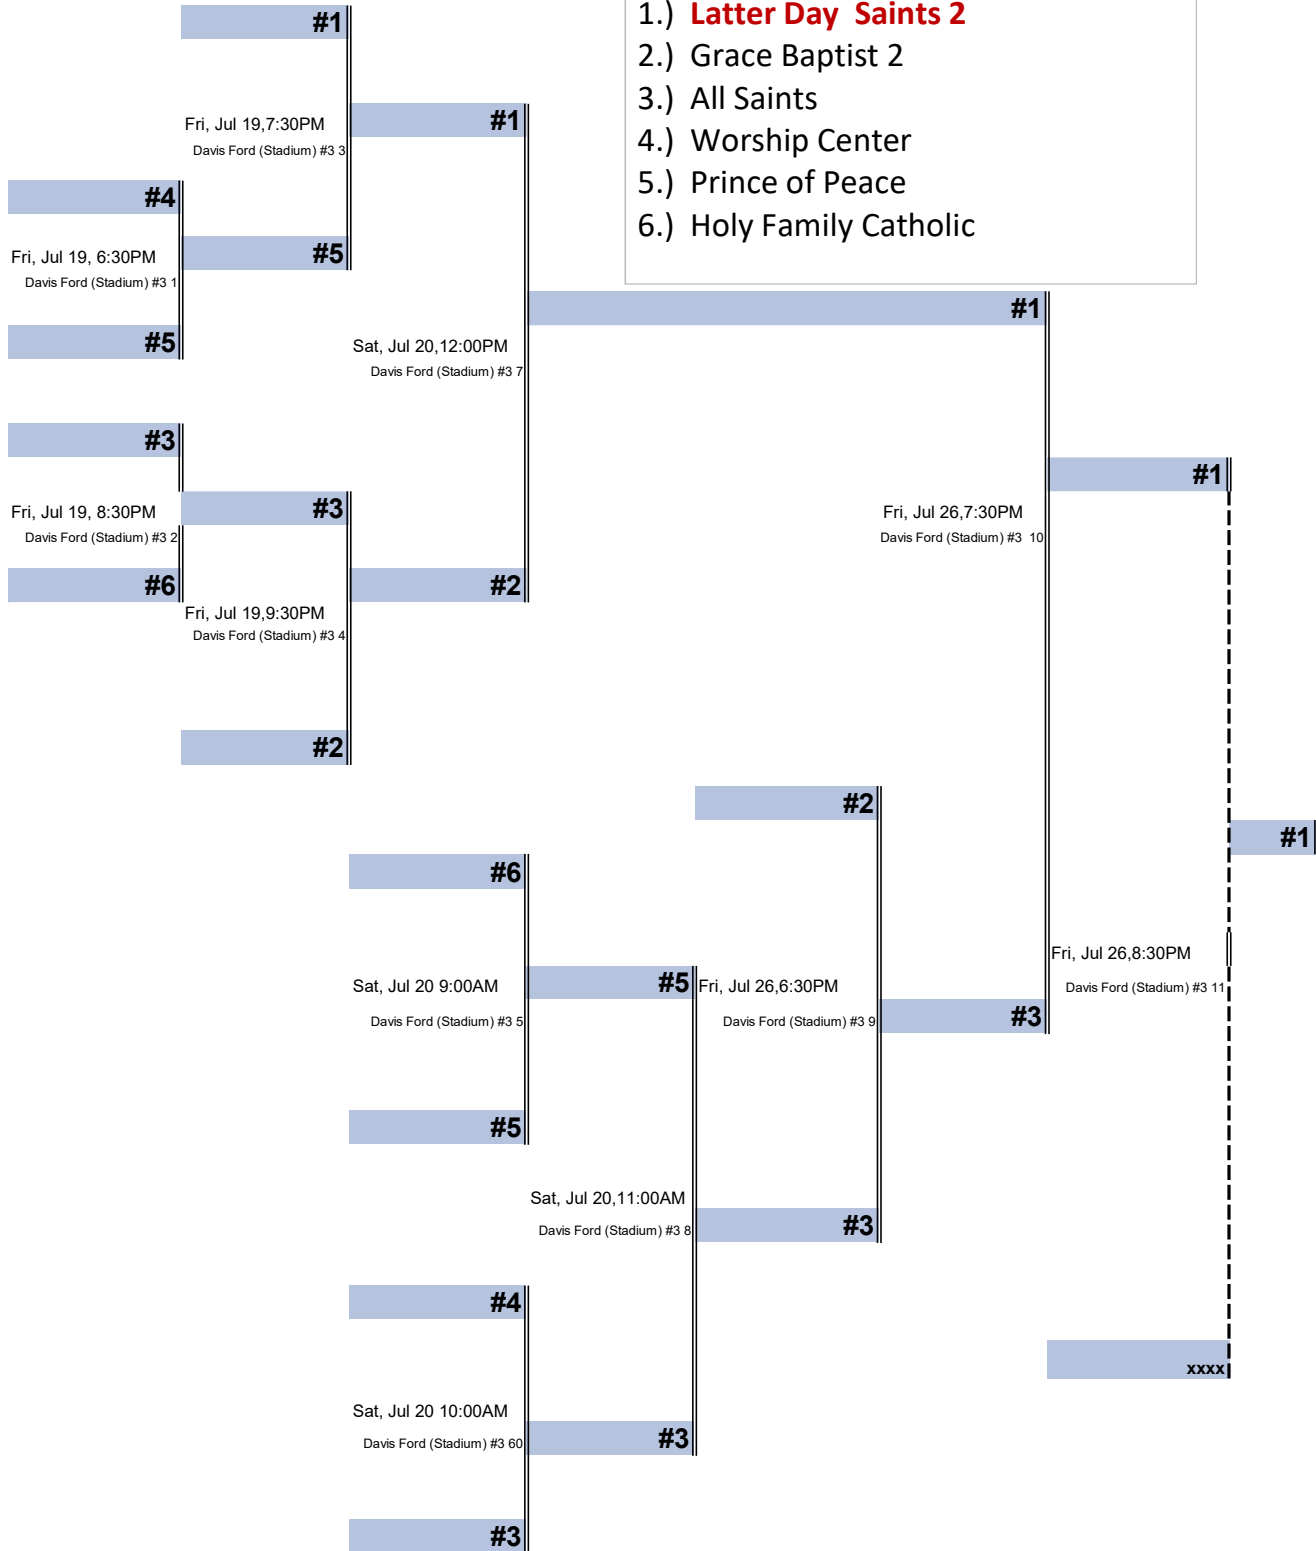 1.) Latter Day  Saints 2
#1
2.) Grace Baptist 2
3.) All Saints
#1
Fri, Jul 19,7:30PM
4.) Worship Center
Davis Ford (Stadium) #3 3
5.) Prince of Peace
#4
6.) Holy Family Catholic
#5
Fri, Jul 19, 6:30PM
Davis Ford (Stadium) #3 1
#1
#5
Sat, Jul 20,12:00PM
Davis Ford (Stadium) #3 7
#3
#1
#3
Fri, Jul 19, 8:30PM
Fri, Jul 26,7:30PM
Davis Ford (Stadium) #3 2
Davis Ford (Stadium) #3  10
#6
#2
Fri, Jul 19,9:30PM
Davis Ford (Stadium) #3 4
#2
#2
#1
#6
Fri, Jul 26,8:30PM
#5
Sat, Jul 20 9:00AM
Fri, Jul 26,6:30PM
Davis Ford (Stadium) #3 11
#3
Davis Ford (Stadium) #3 5
Davis Ford (Stadium) #3 9
#5
Sat, Jul 20,11:00AM
#3
Davis Ford (Stadium) #3 8
#4
xxxx
Sat, Jul 20 10:00AM
#3
Davis Ford (Stadium) #3 60
#3